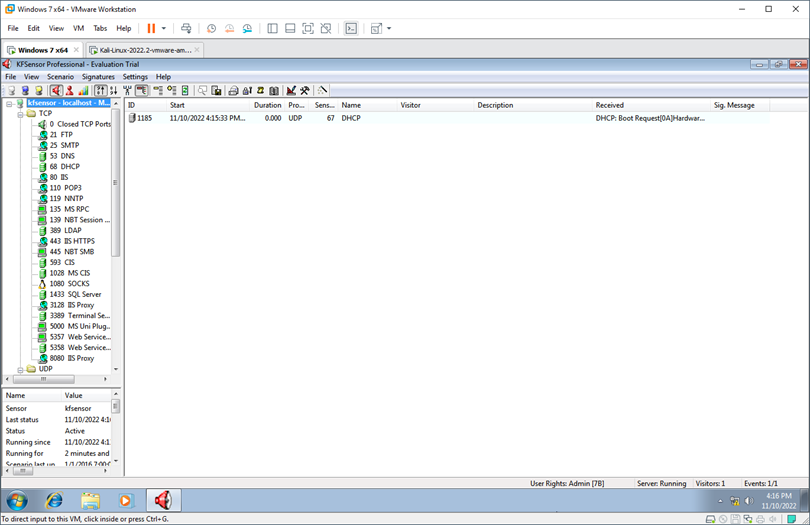 Windows 7 x64 - VMware Workstation
File Edit View VM Tabs Help
Windows 7 x64 Kali-Linux-2022.2-vmware-am...
KFSensor Professional - Evaluation Trial
File View Scenario Signatures Settings Help
kfsensor - localhost - M...
TCP
0 Closed TCP Ports
21 FTP
25 SMTP
53 DNS
68 DHCP
80 IIS
110 POP3
119 NNTP
135 MS RPC
139 NBT Session ...
389 LDAP
443 IIS HTTPS
445 NBT SMB
593 CIS
1028 MS CIS
1080 SOCKS
1433 SQL Server
3128 IIS Proxy
3389 Terminal Se...
5000 MS Uni Plug...
5357 Web Service...
5358 Web Service...
8080 IIS Proxy
UDP
ID Start Duration Pro... Sens... Name Visitor Description Received Sig. Message
1185 11/10/2022 4:15:33 PM... 0.000 UDP 67 DHCP DHCP: Boot Request[0A]Hardwar...
Name Value
Sensor kfsensor
Last status 11/10/2022 4:1
Status Active
Running since 11/10/2022 4:1
Running for 2 minutes and
Scenario last up 1/1/2016 7:00:
User Rights: Admin [7B] Server: Running Visitors: 1 Events: 1/1
4:16 PM
11/10/2022
To direct input to this VM, click inside or press Ctrl+G.